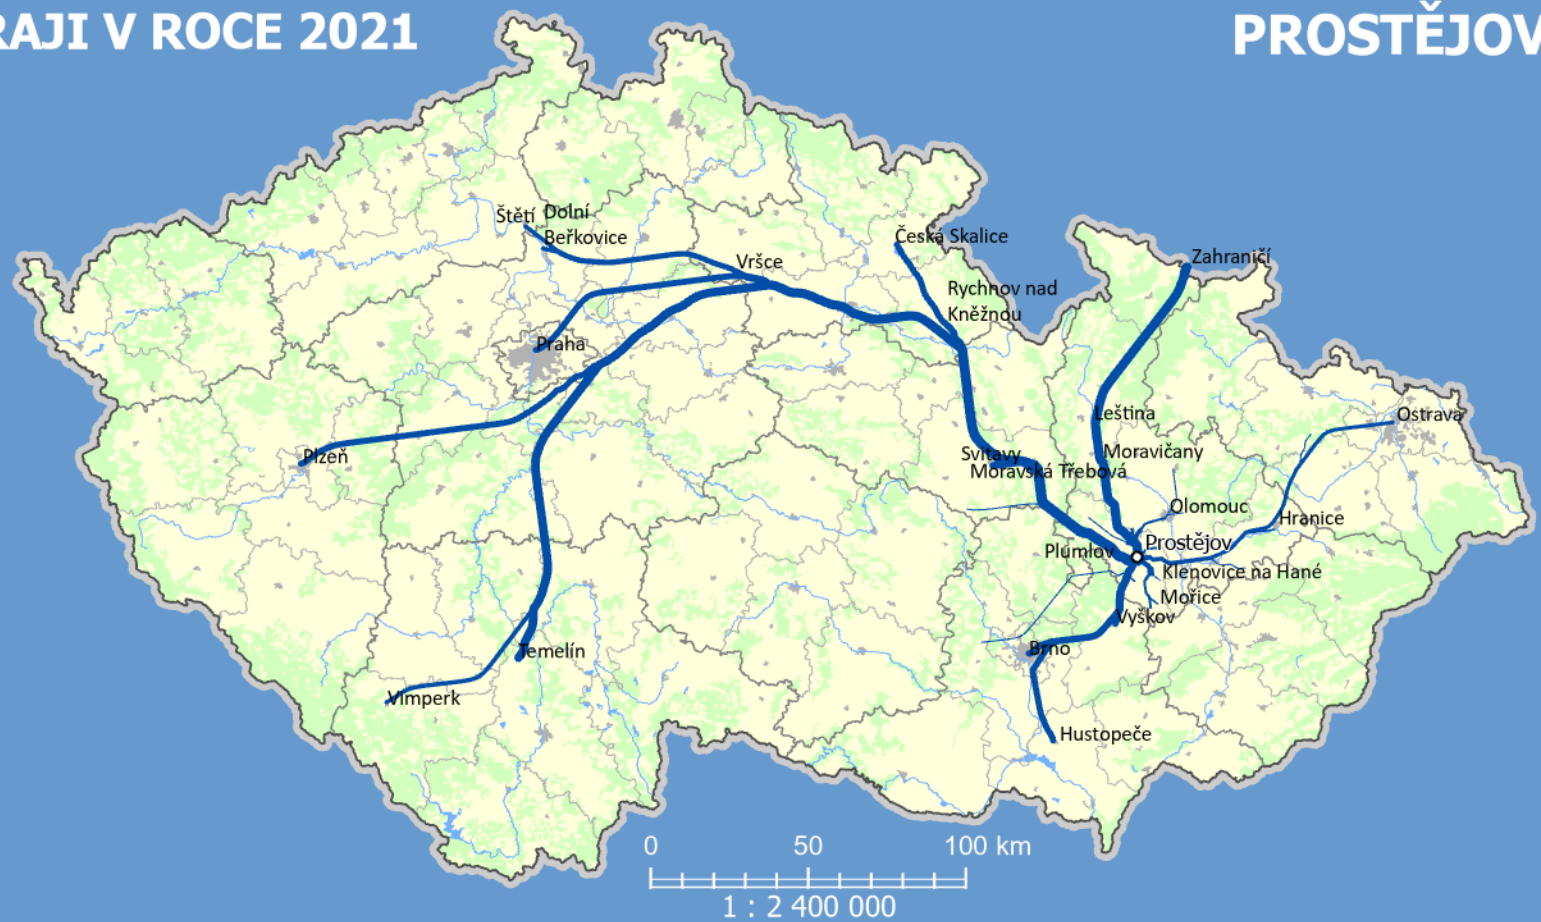 RAJI V ROCE 2021
PROSTĚJOV
Štětí
Dolní
Beřkovice
Vršce
Česká Skalice
Rychnov nad
Kněžnou
Zahraničí
Praha
Plzeň
Leština
Ostrava
Svitavy
Moravičany
Moravská Třebová
Olomouc
Hranice
Prostějov
Plumlov
Klenovice na Hané
Mořice
Vyškov
Brno
Temelín
Vimperk
Hustopeče
0 50 100 km
1 : 2 400 000